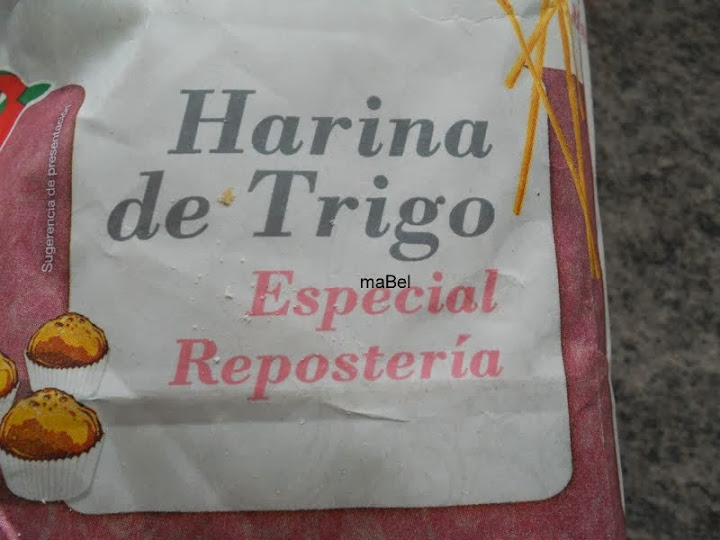 Harina
de Trigo
Especial
Repostería
maBel
Sugerencia de presentación